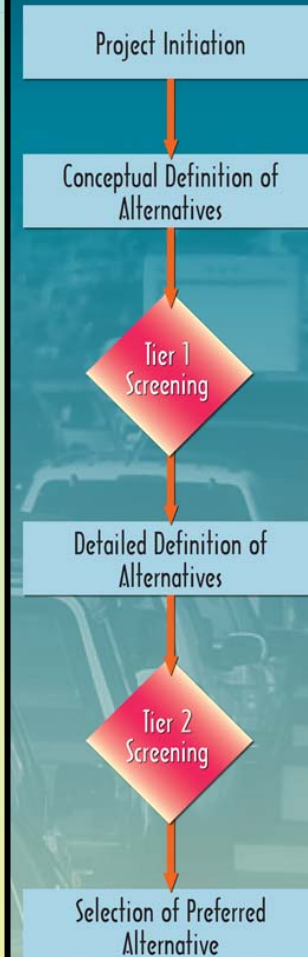 Project Initiation
Conceptual Definition of
Alternatives
Tier 1
Screening
Detailed Definition of
Alternatives
Tier 2
Screening
Selection of Preferred
Alternative